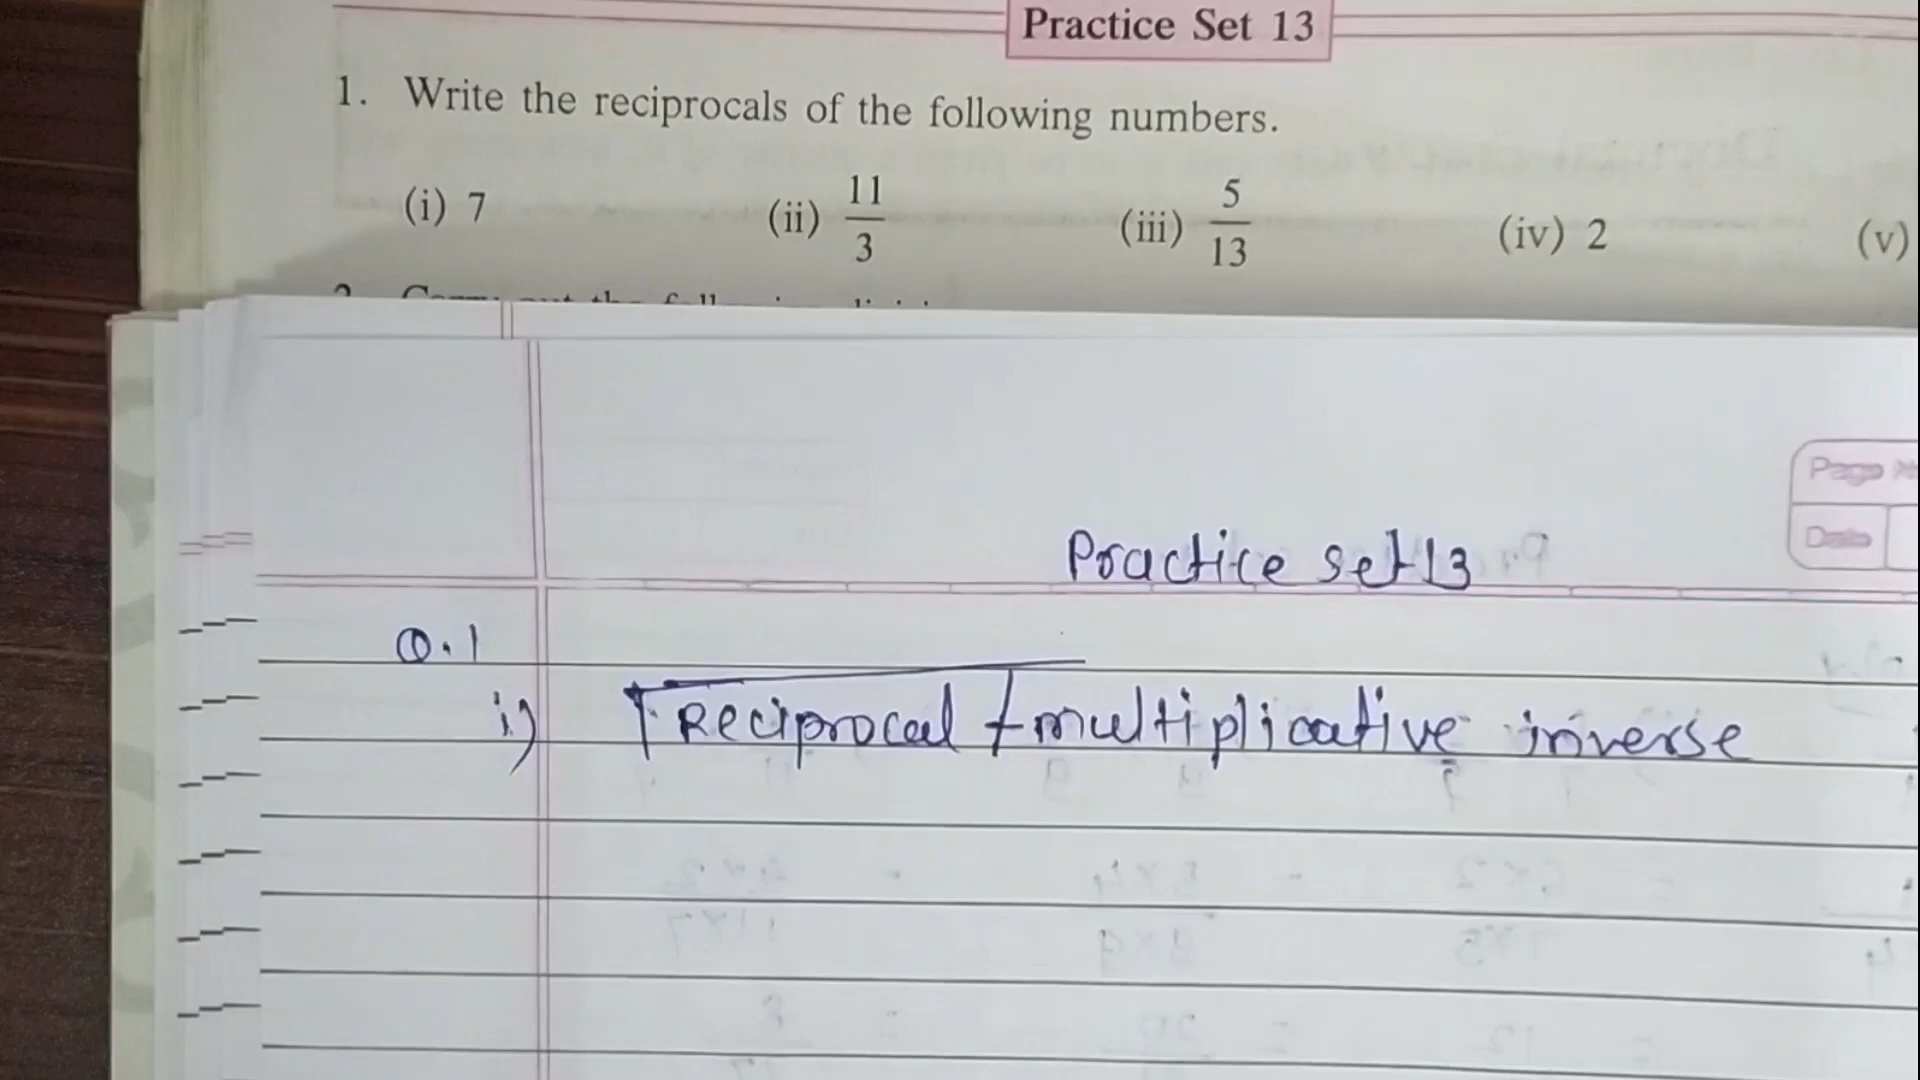 Practice Set 13
1. Write the reciprocals of the following numbers.
(i) 7 (ii) 11/3 (iii) 5/13 (iv) 2 (v)
Page
Date
Practice set 13
Q.1
i) Reciprocal / multiplicative inverse